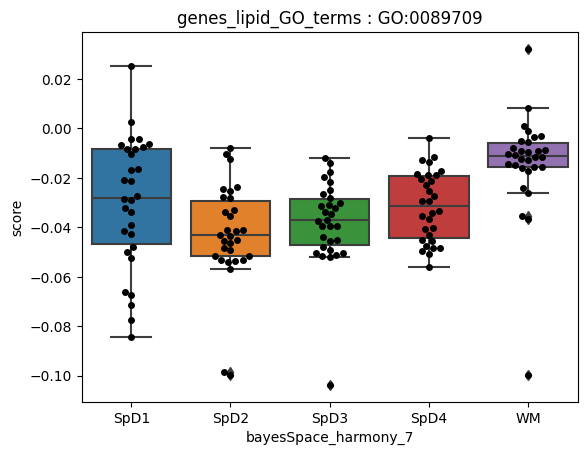 genes_lipid_GO_terms : GO:0089709
0.02
0.00
−0.02
−0.04
−0.06
−0.08
−0.10
score
SpD1 SpD2 SpD3 SpD4 WM
bayesSpace_harmony_7